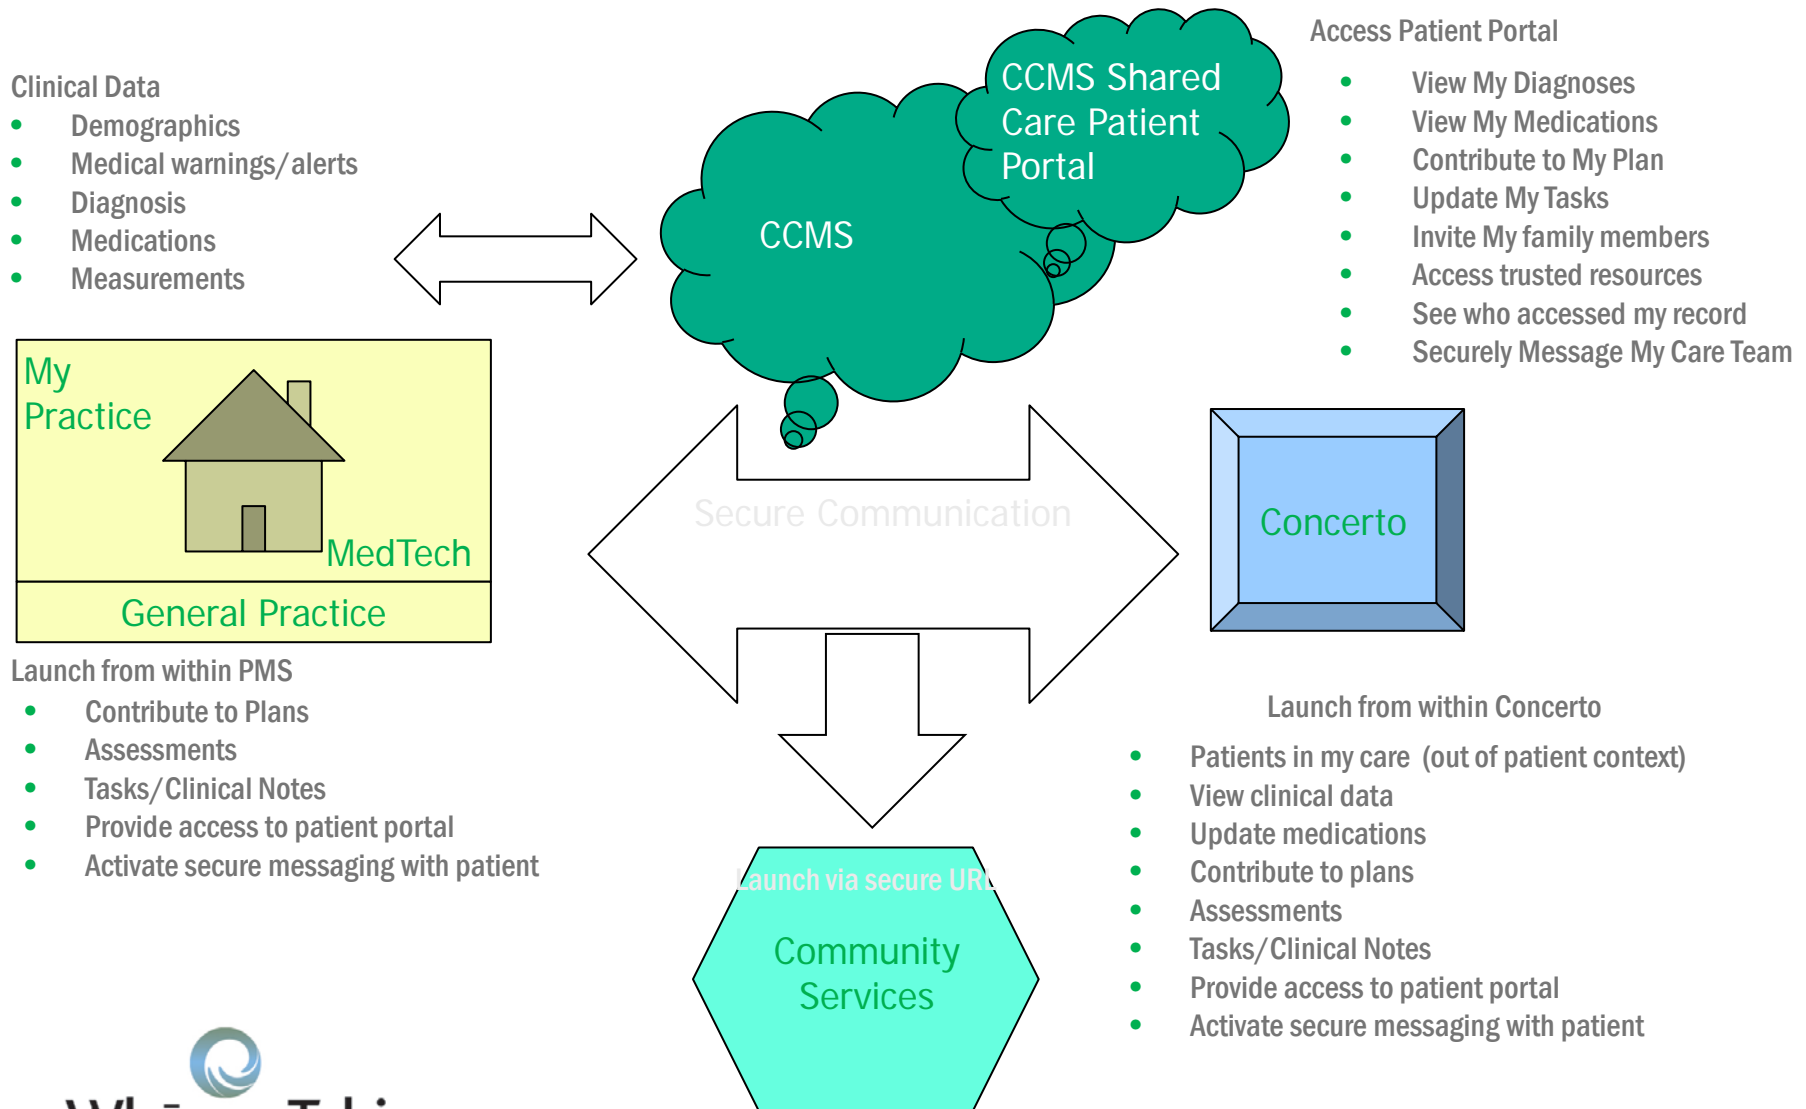 Clinical Data
• Demographics
• Medical warnings/alerts
• Diagnosis
• Medications
• Measurements
CCMS
CCMS Shared
Care Patient
Portal
Access Patient Portal
• View My Diagnoses
• View My Medications
• Contribute to My Plan
• Update My Tasks
• Invite My family members
• Access trusted resources
• See who accessed my record
• Securely Message My Care Team
My
Practice
MedTech
General Practice
Secure Communication
Concerto
Launch from within PMS
• Contribute to Plans
• Assessments
• Tasks/Clinical Notes
• Provide access to patient portal
• Activate secure messaging with patient
Launch via secure URL
Community
Services
Launch from within Concerto
• Patients in my care (out of patient context)
• View clinical data
• Update medications
• Contribute to plans
• Assessments
• Tasks/Clinical Notes
• Provide access to patient portal
• Activate secure messaging with patient